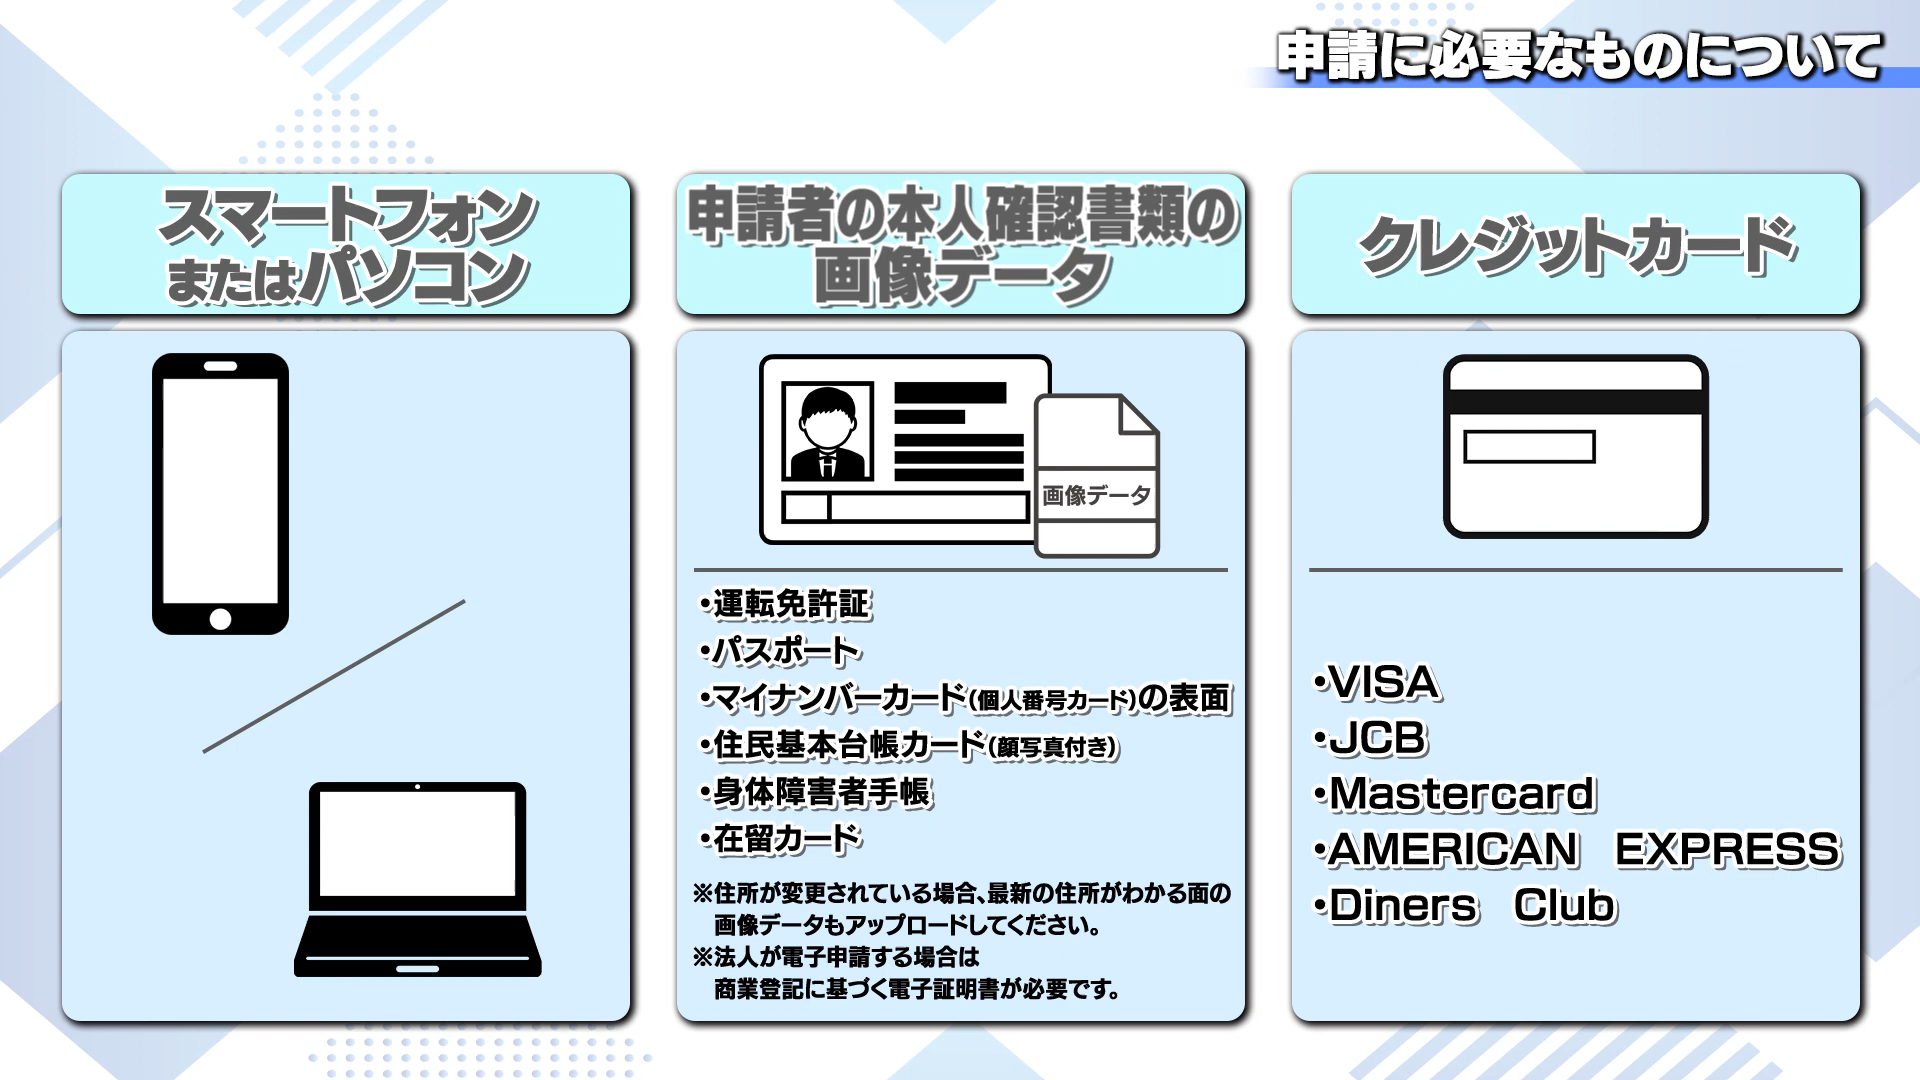 申請に必要なものについて
スマートフォン
またはパソコン
申請者の本人確認書類の
画像データ
クレジットカード
画像データ
・運転免許証
・パスポート
・マイナンバーカード(個人番号カード)の表面
・住民基本台帳カード(顔写真付き)
・身体障害者手帳
・在留カード
※住所が変更されている場合、最新の住所がわかる面の
画像データもアップロードしてください。
※法人が電子申請する場合は
商業登記に基づく電子証明書が必要です。
・VISA
・JCB
・Mastercard
・AMERICAN　EXPRESS
・Diners　Club